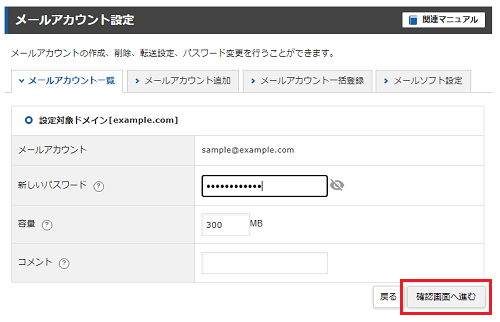 メールアカウント設定
関連マニュアル
メールアカウントの作成、削除、転送設定、パスワード変更を行うことができます。
メールアカウント一覧 メールアカウント追加 メールアカウント一括登録 メールソフト設定
設定対象ドメイン[example.com]
メールアカウント sample@example.com
新しいパスワード ? ••••••••••••
容量 ? 300 MB
コメント ?
戻る 確認画面へ進む